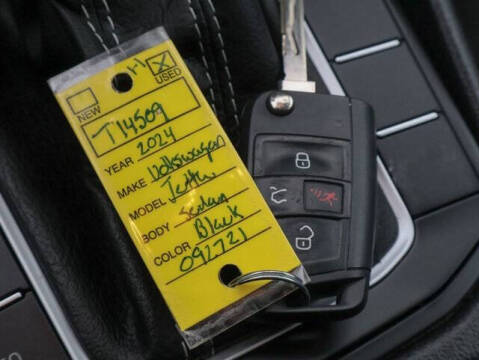 NEW USED
T14509
YEAR 2024
MAKE Volkswagen
MODEL Jetta
BODY Sedan
COLOR Black
092721